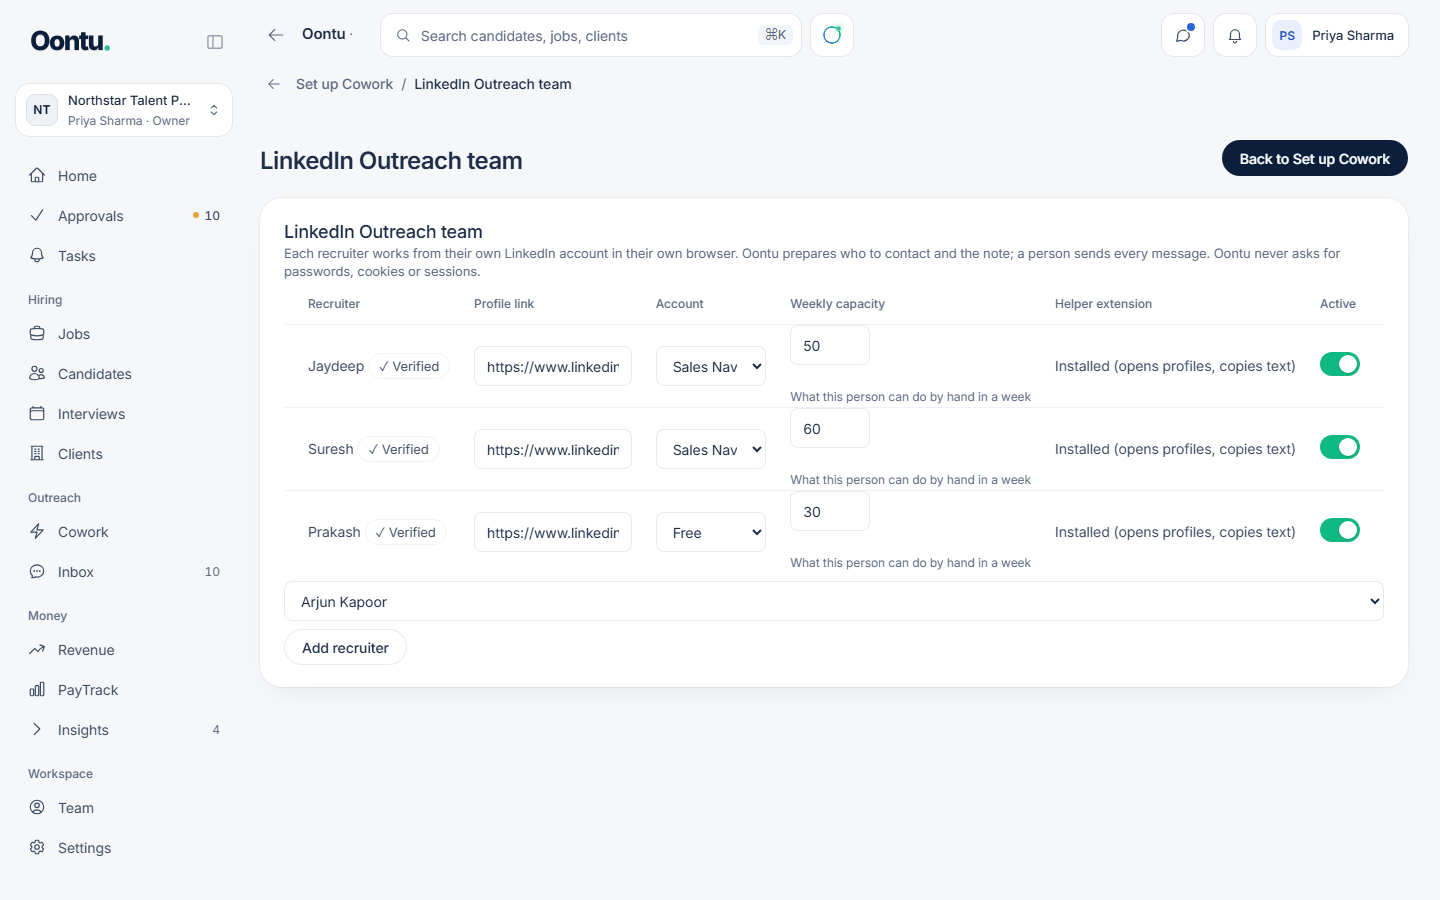 Oontu.
NT
Northstar Talent P...
Priya Sharma · Owner
Home
Approvals 10
Tasks
Hiring
Jobs
Candidates
Interviews
Clients
Outreach
Cowork
Inbox 10
Money
Revenue
PayTrack
Insights 4
Workspace
Team
Settings
← Oontu ·
Search candidates, jobs, clients ⌘K
PS Priya Sharma
← Set up Cowork / LinkedIn Outreach team
LinkedIn Outreach team
Back to Set up Cowork
LinkedIn Outreach team
Each recruiter works from their own LinkedIn account in their own browser. Oontu prepares who to contact and the note; a person sends every message. Oontu never asks for
passwords, cookies or sessions.
Recruiter Profile link Account Weekly capacity Helper extension Active
Jaydeep ✓ Verified https://www.linkedin Sales Nav 50 Installed (opens profiles, copies text)
What this person can do by hand in a week
Suresh ✓ Verified https://www.linkedin Sales Nav 60 Installed (opens profiles, copies text)
What this person can do by hand in a week
Prakash ✓ Verified https://www.linkedin Free 30 Installed (opens profiles, copies text)
What this person can do by hand in a week
Arjun Kapoor
Add recruiter